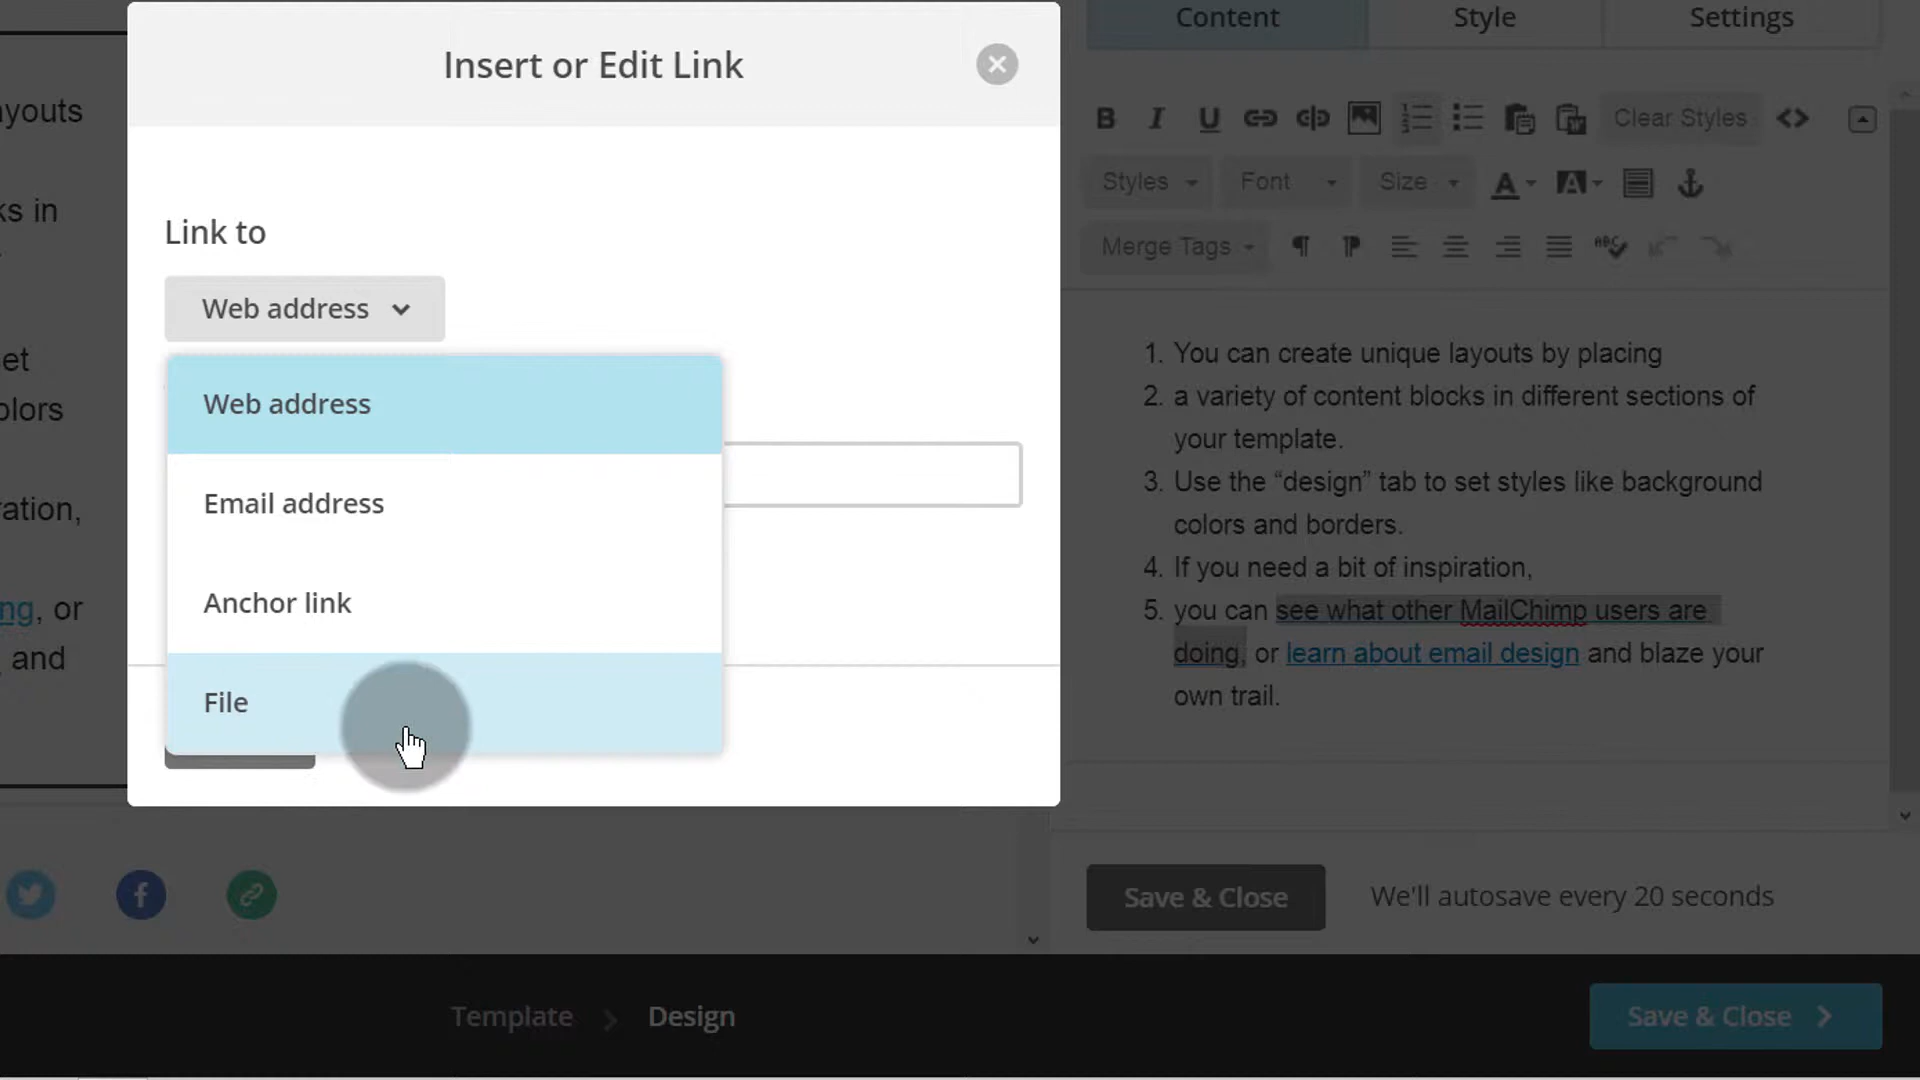 Insert or Edit Link
Content
Style
Settings
B
I
U
Clear Styles
Styles
Font
Size
A
A
Merge Tags
ABC
youts
ks in
et
olors
ation,
ng, or
, and
Link to
Web address
Web address
Email address
Anchor link
File
1. You can create unique layouts by placing
2. a variety of content blocks in different sections of
your template.
3. Use the “design” tab to set styles like background
colors and borders.
4. If you need a bit of inspiration,
5. you can see what other MailChimp users are
doing, or learn about email design and blaze your
own trail.
Save & Close
We'll autosave every 20 seconds
Template
Design
Save & Close